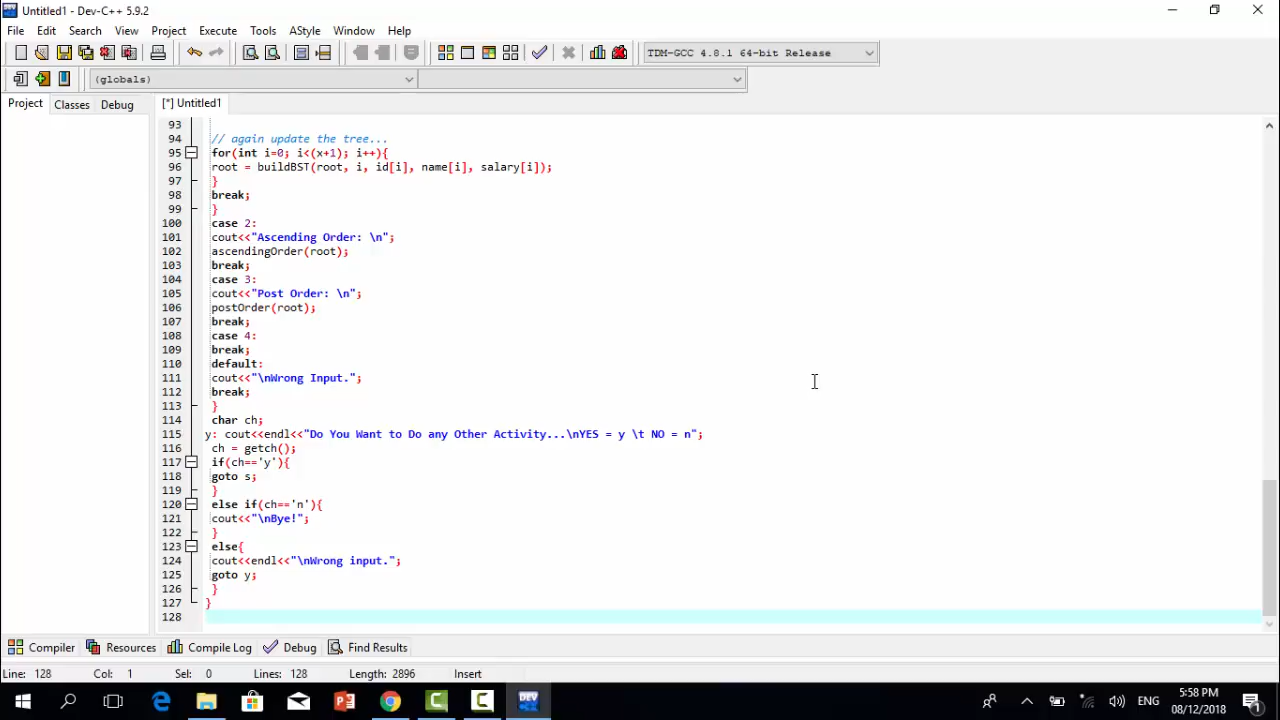 Untitled1 - Dev-C++ 5.9.2
File Edit Search View Project Execute Tools AStyle Window Help
TDM-GCC 4.8.1 64-bit Release
(globals)
Project Classes Debug [*] Untitled1
93
94 // again update the tree...
95 for(int i=0; i<(x+1); i++){
96 root = buildBST(root, i, id[i], name[i], salary[i]);
97 }
98 break;
99 }
100 case 2:
101 cout<<"Ascending Order: \n";
102 ascendingOrder(root);
103 break;
104 case 3:
105 cout<<"Post Order: \n";
106 postOrder(root);
107 break;
108 case 4:
109 break;
110 default:
111 cout<<"\nWrong Input.";
112 break;
113 }
114 char ch;
115 y: cout<<endl<<"Do You Want to Do any Other Activity...\nYES = y \t NO = n";
116 ch = getch();
117 if(ch=='y'){
118 goto s;
119 }
120 else if(ch=='n'){
121 cout<<"\nBye!";
122 }
123 else{
124 cout<<endl<<"\nWrong input.";
125 goto y;
126 }
127 }
128
Compiler Resources Compile Log Debug Find Results
Line: 128 Col: 1 Sel: 0 Lines: 128 Length: 2896 Insert
ENG 5:58 PM
08/12/2018